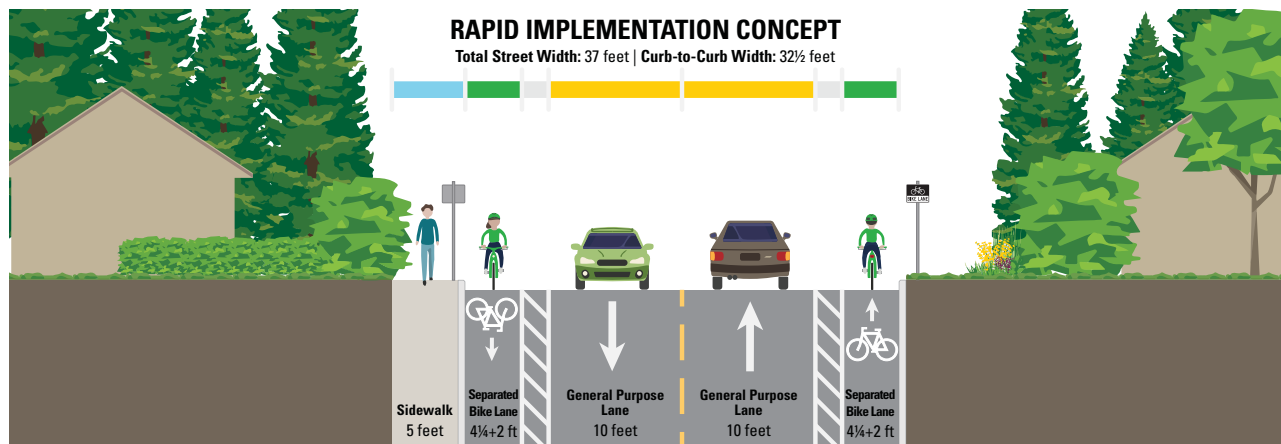 RAPID IMPLEMENTATION CONCEPT
Total Street Width: 37 feet | Curb-to-Curb Width: 32½ feet
BIKE LANE
Sidewalk
5 feet
Separated
Bike Lane
4¼+2 ft
General Purpose
Lane
10 feet
General Purpose
Lane
10 feet
Separated
Bike Lane
4¼+2 ft